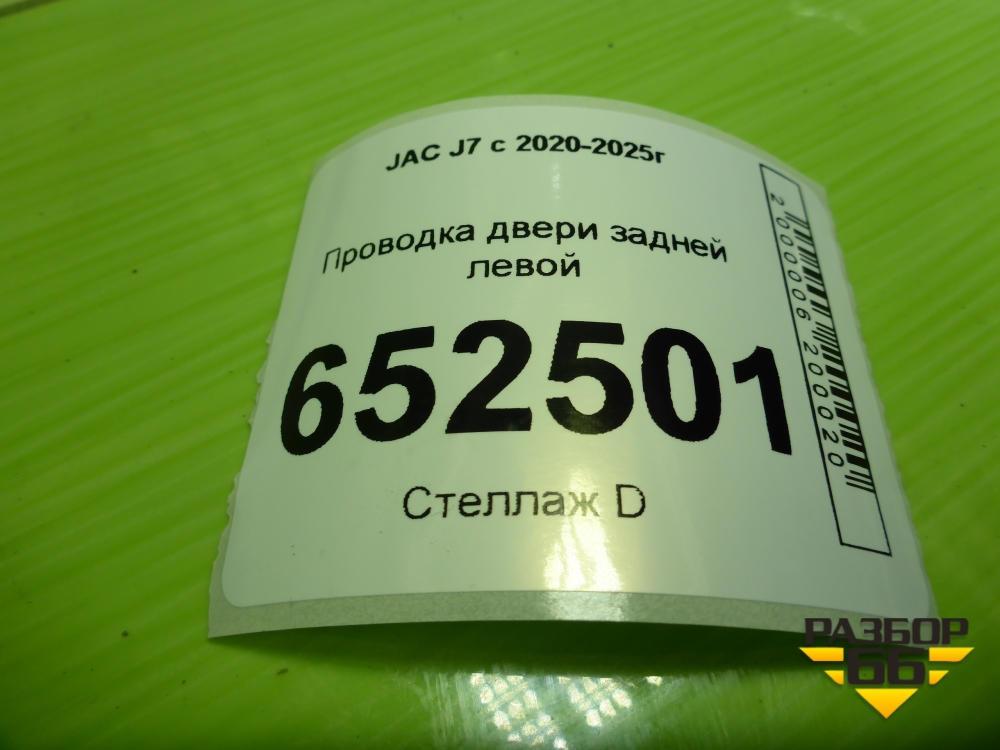 JAC J7 с 2020-2025г
Проводка двери задней
левой
652501
Стеллаж D
2000006200020
РАЗБОР
66